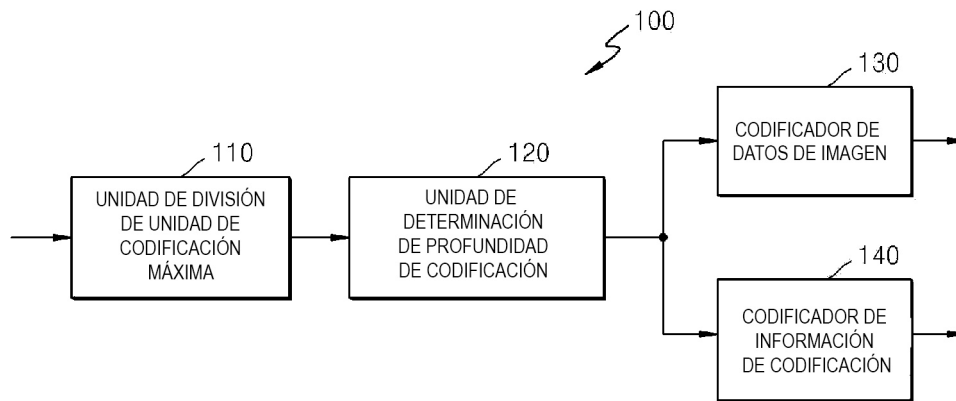 100
110
UNIDAD DE DIVISIÓN
DE UNIDAD DE
CODIFICACIÓN
MÁXIMA
120
UNIDAD DE
DETERMINACIÓN
DE PROFUNDIDAD
DE CODIFICACIÓN
130
CODIFICADOR DE
DATOS DE IMAGEN
140
CODIFICADOR DE
INFORMACIÓN
DE CODIFICACIÓN